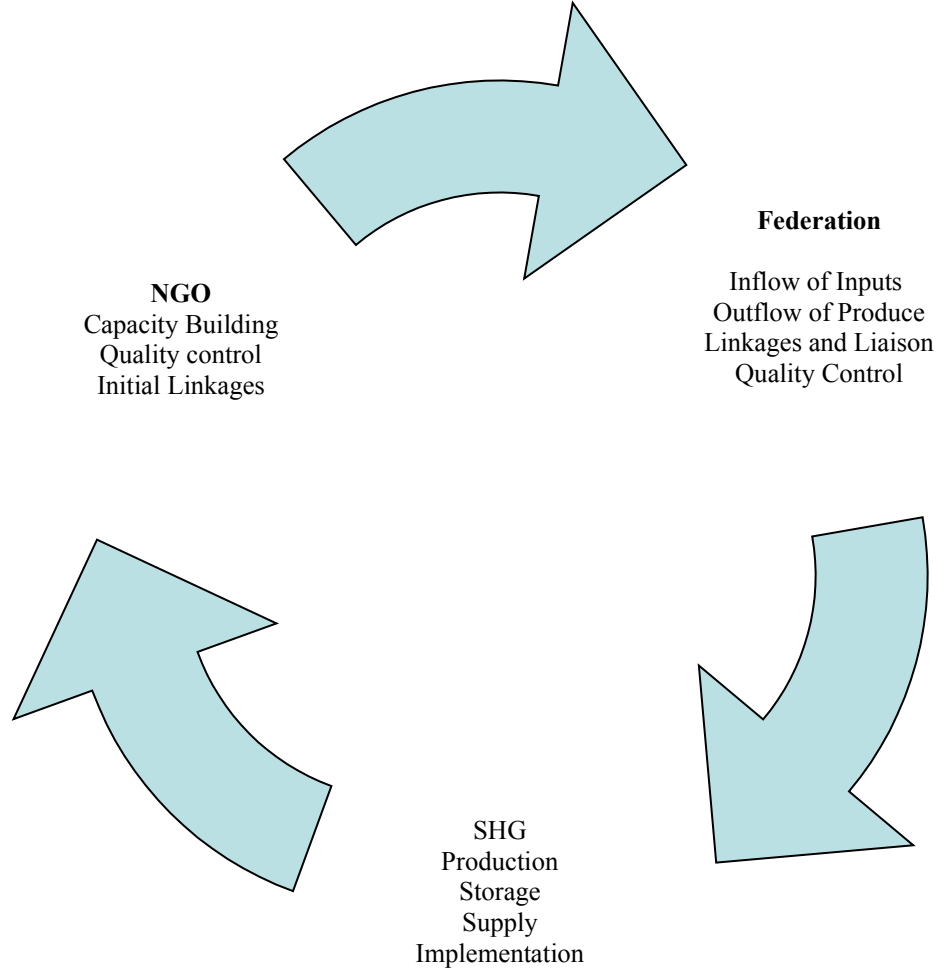 NGO
Capacity Building
Quality control
Initial Linkages
Federation
Inflow of Inputs
Outflow of Produce
Linkages and Liaison
Quality Control
SHG
Production
Storage
Supply
Implementation